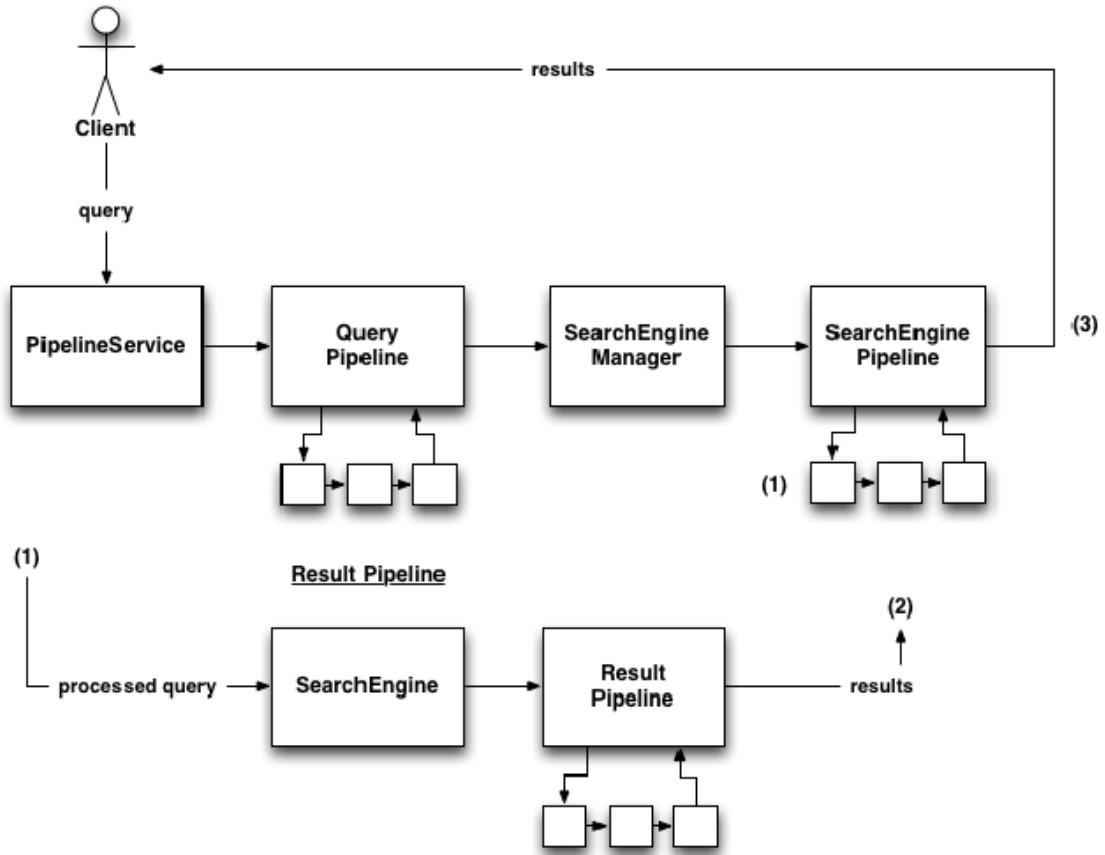 results
Client
query
PipelineService
Query
Pipeline
SearchEngine
Manager
SearchEngine
Pipeline
(3)
(1)
(1)
Result Pipeline
(2)
processed query
SearchEngine
Result
Pipeline
results